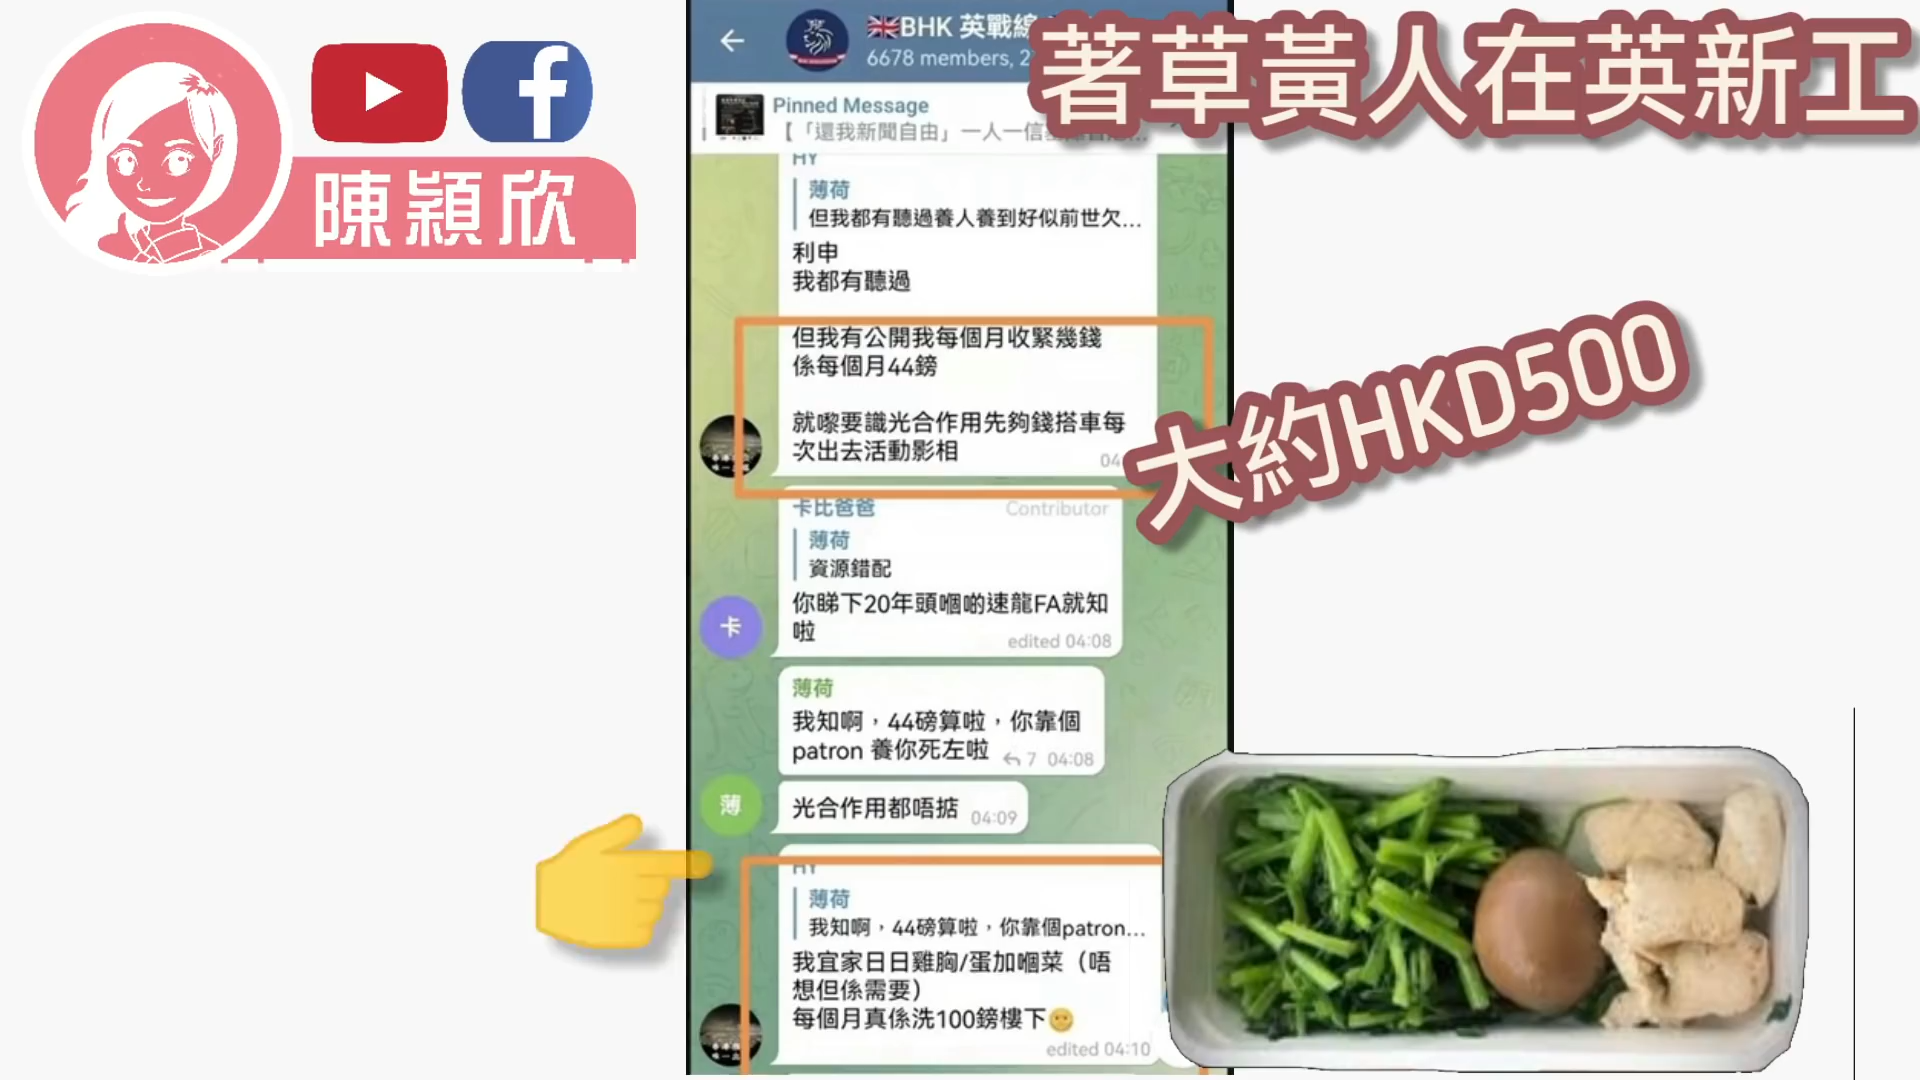 著草黃人在英新工
陳穎欣
BHK 英戰線
6678 members, 2
Pinned Message
【「還我新聞自由」一人一信
HY
薄荷
但我都有聽過養人養到好似前世欠...
利申
我都有聽過
但我有公開我每個月收緊幾錢
係每個月44鎊
就嚟要識光合作用先夠錢搭車每
次出去活動影相
04
大約HKD500
卡比爸爸 Contributor
薄荷
資源錯配
你睇下20年頭嗰啲速龍FA就知
啦
edited 04:08
卡
薄荷
我知啊，44磅算啦，你靠個
patron 養你死左啦
7 04:08
光合作用都唔掂
04:09
薄
HY
薄荷
我知啊，44磅算啦，你靠個patron...
我宜家日日雞胸/蛋加嗰菜（唔
想但係需要）
每個月真係洗100鎊樓下
edited 04:10